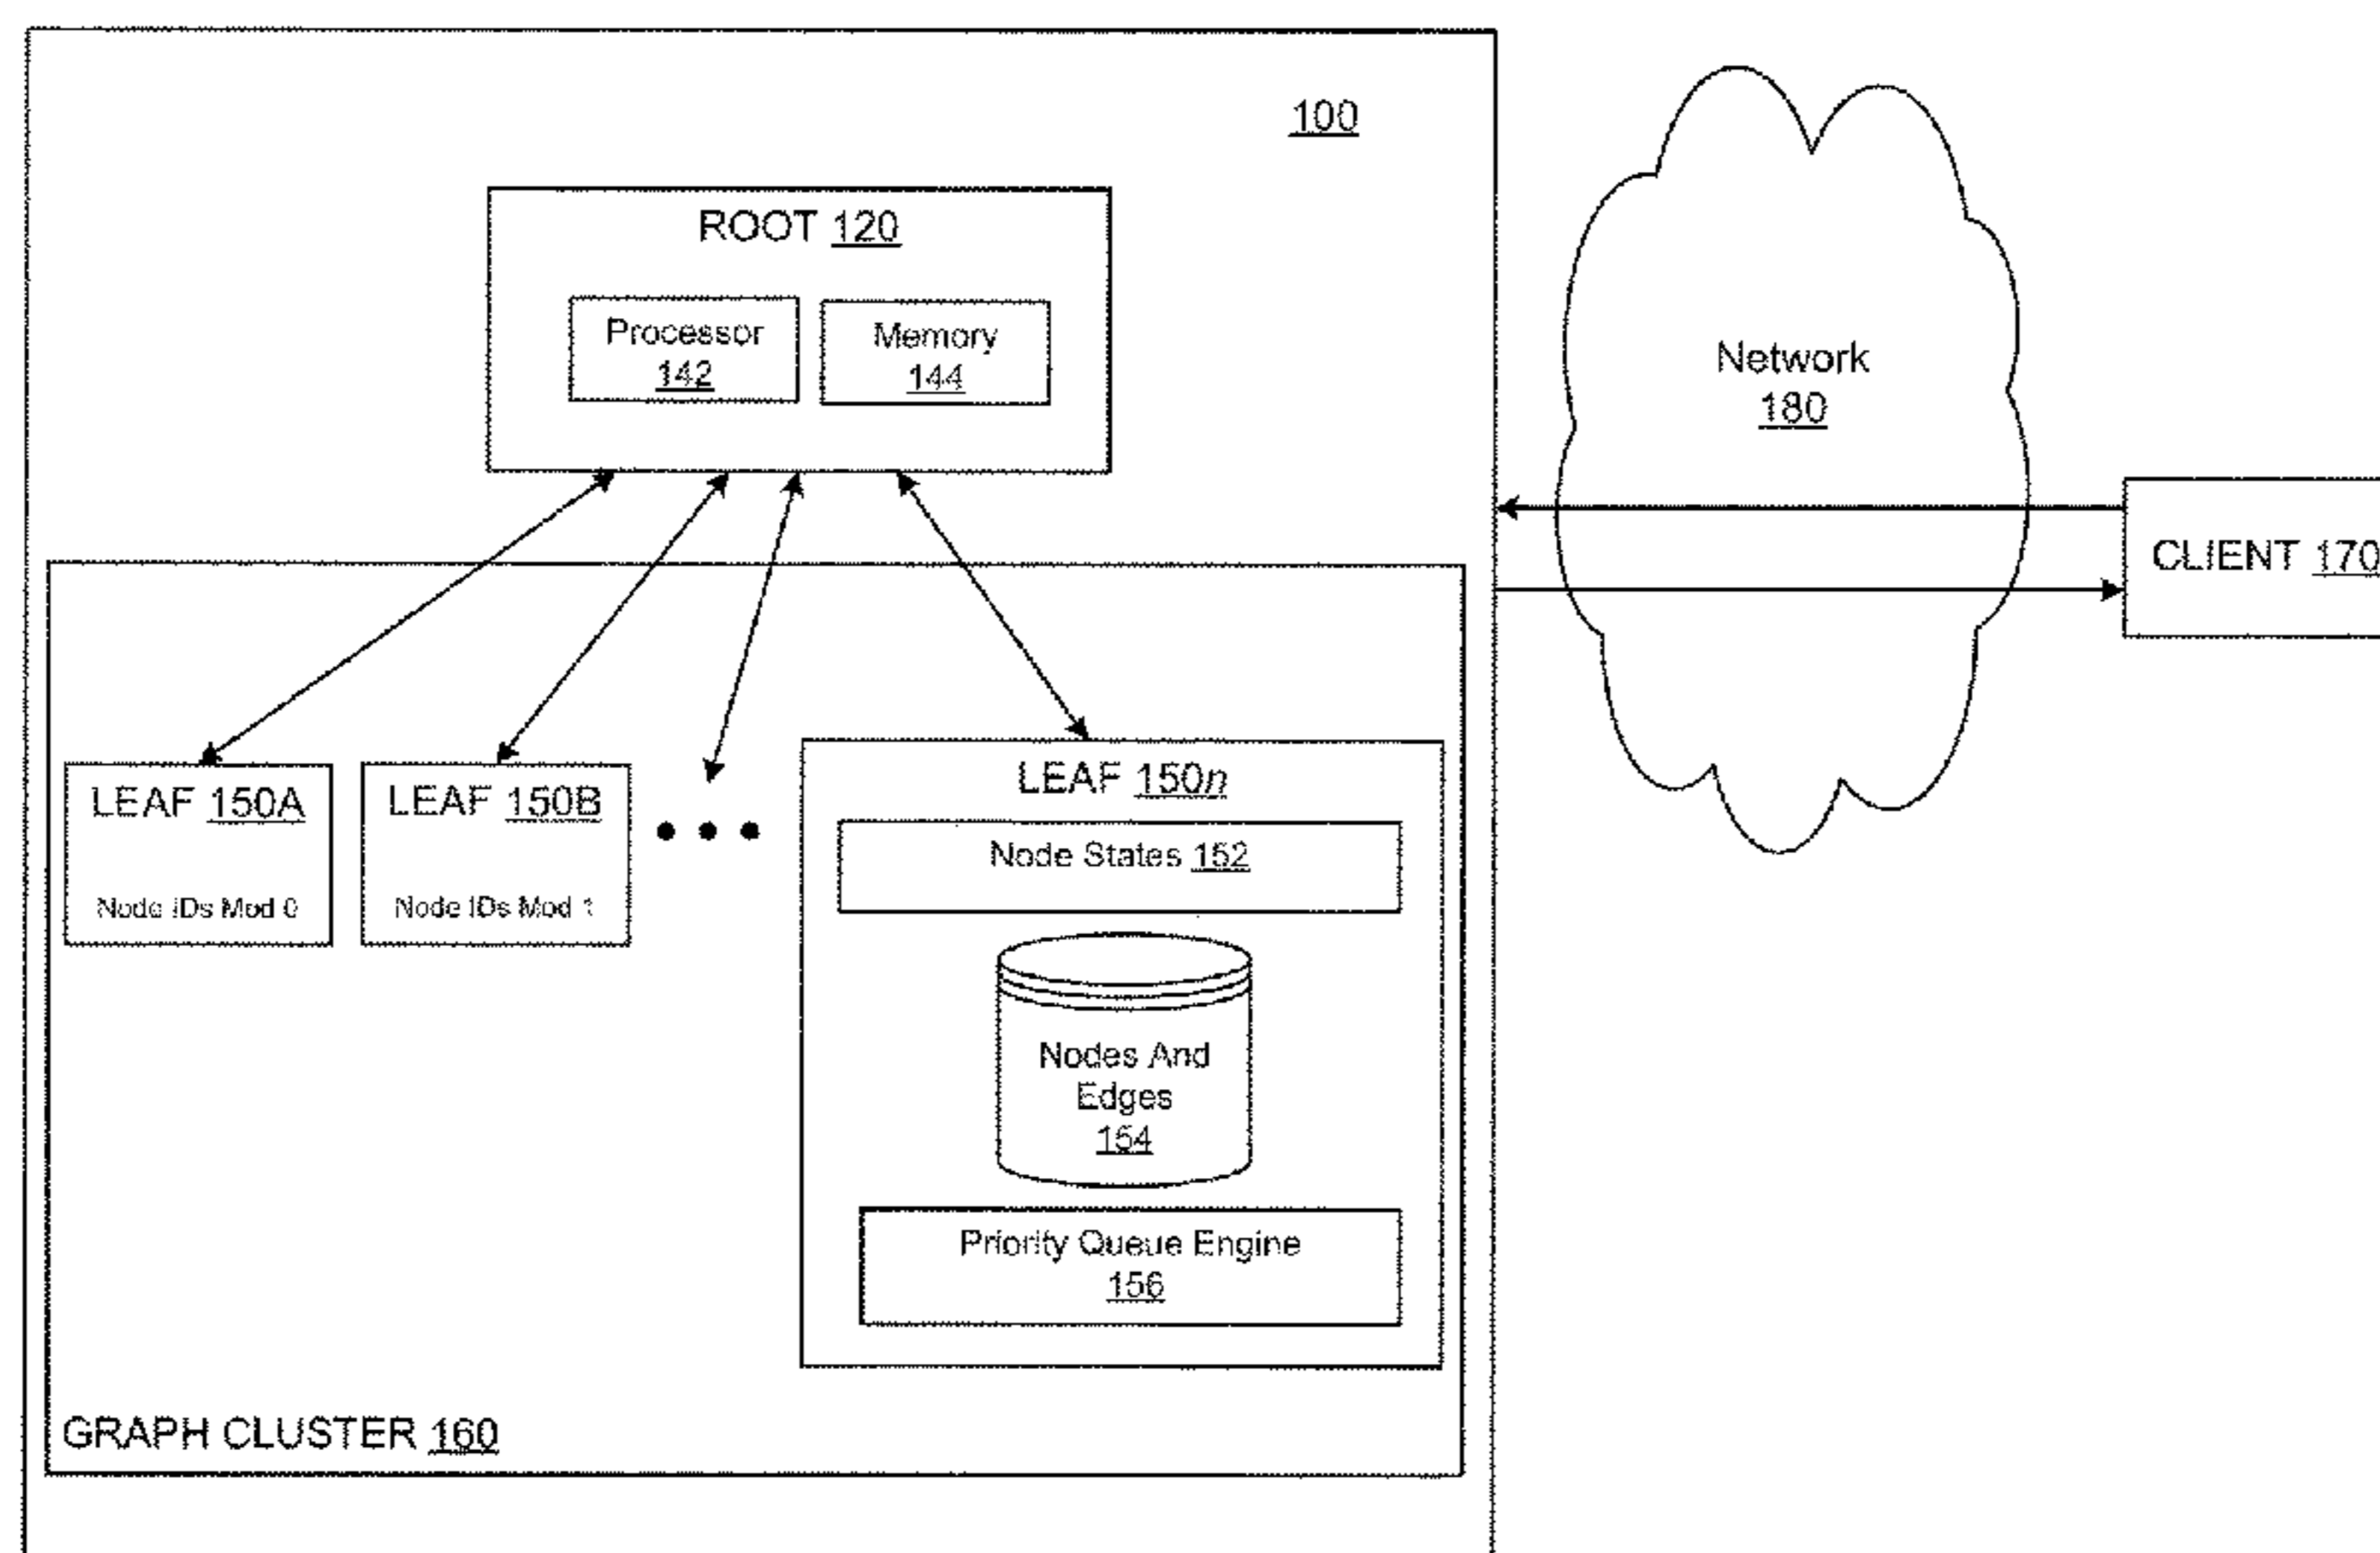 100
ROOT 120
Processor
142
Memory
144
Network
180
CLIENT 170
LEAF 150A
Node IDs Mod 0
LEAF 150B
Node IDs Mod 1
LEAF 150n
Node States 152
Nodes And
Edges
154
Priority Queue Engine
156
GRAPH CLUSTER 160